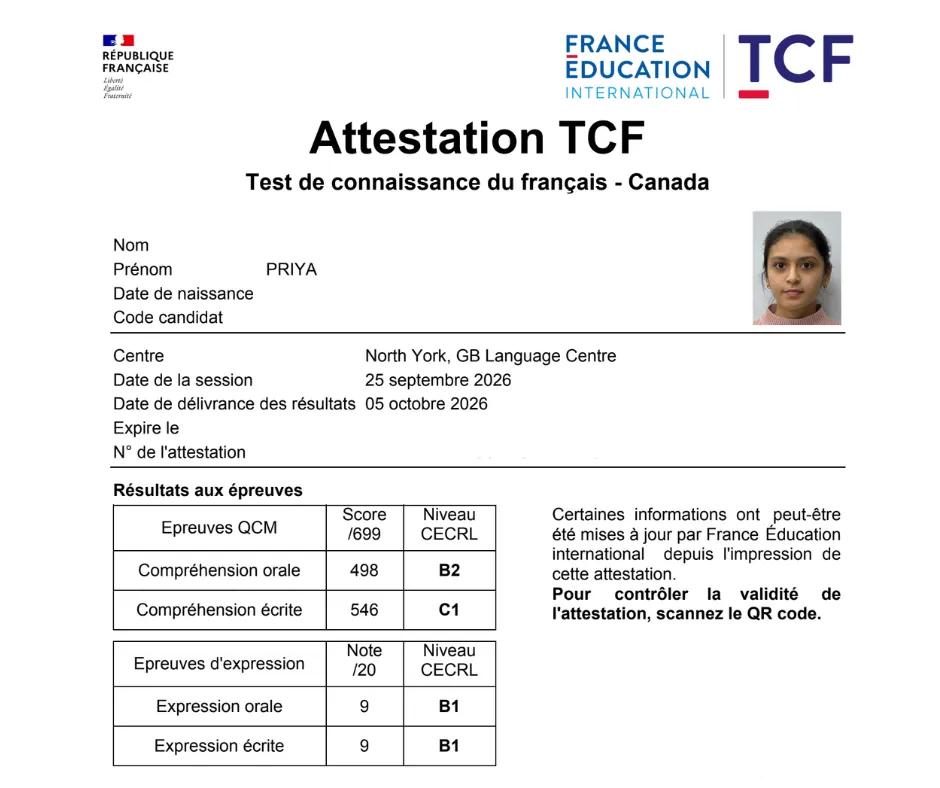 RÉPUBLIQUE
FRANÇAISE
Liberté
Égalité
Fraternité
FRANCE
ÉDUCATION
INTERNATIONAL
TCF
Attestation TCF
Test de connaissance du français - Canada
Nom
Prénom PRIYA
Date de naissance
Code candidat
Centre North York, GB Language Centre
Date de la session 25 septembre 2026
Date de délivrance des résultats 05 octobre 2026
Expire le
N° de l'attestation
Résultats aux épreuves
Epreuves QCM Score /699 Niveau CECRL
Compréhension orale 498 B2
Compréhension écrite 546 C1
Epreuves d'expression Note /20 Niveau CECRL
Expression orale 9 B1
Expression écrite 9 B1
Certaines informations ont peut-être
été mises à jour par France Éducation
international depuis l'impression de
cette attestation.
Pour contrôler la validité de
l'attestation, scannez le QR code.